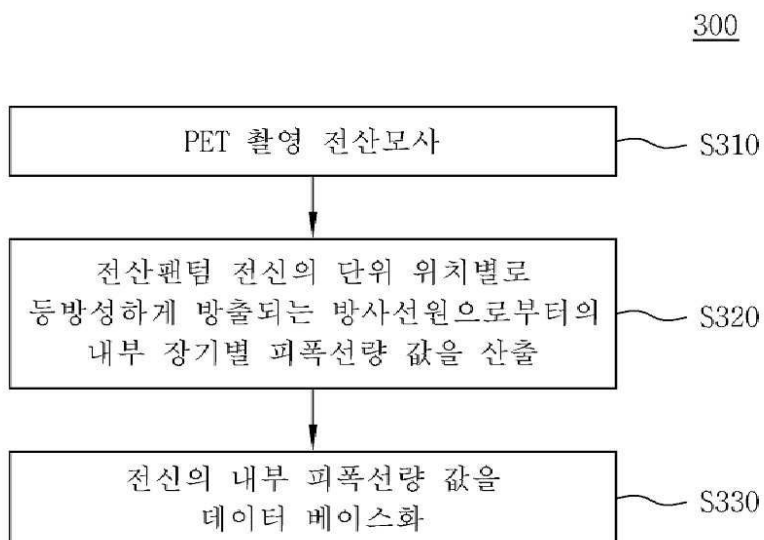 300
PET 촬영 전산모사
S310
전산팬텀 전신의 단위 위치별로
등방성하게 방출되는 방사선원으로부터의
내부 장기별 피폭선량 값을 산출
S320
전신의 내부 피폭선량 값을
데이터 베이스화
S330